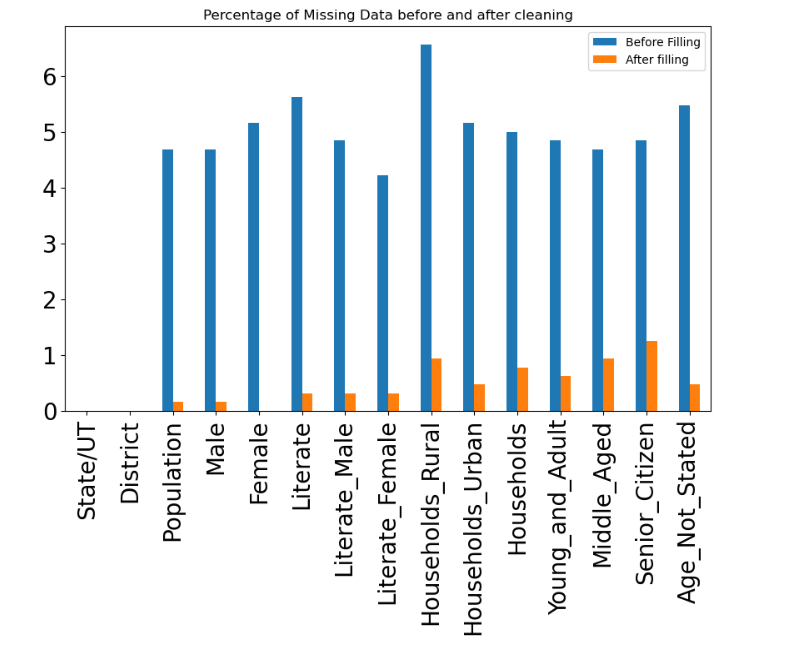 Percentage of Missing Data before and after cleaning
Before Filling
After filling
6
5
4
3
2
1
0
State/UT
District
Population
Male
Female
Literate
Literate_Male
Literate_Female
Households_Rural
Households_Urban
Households
Young_and_Adult
Middle_Aged
Senior_Citizen
Age_Not_Stated